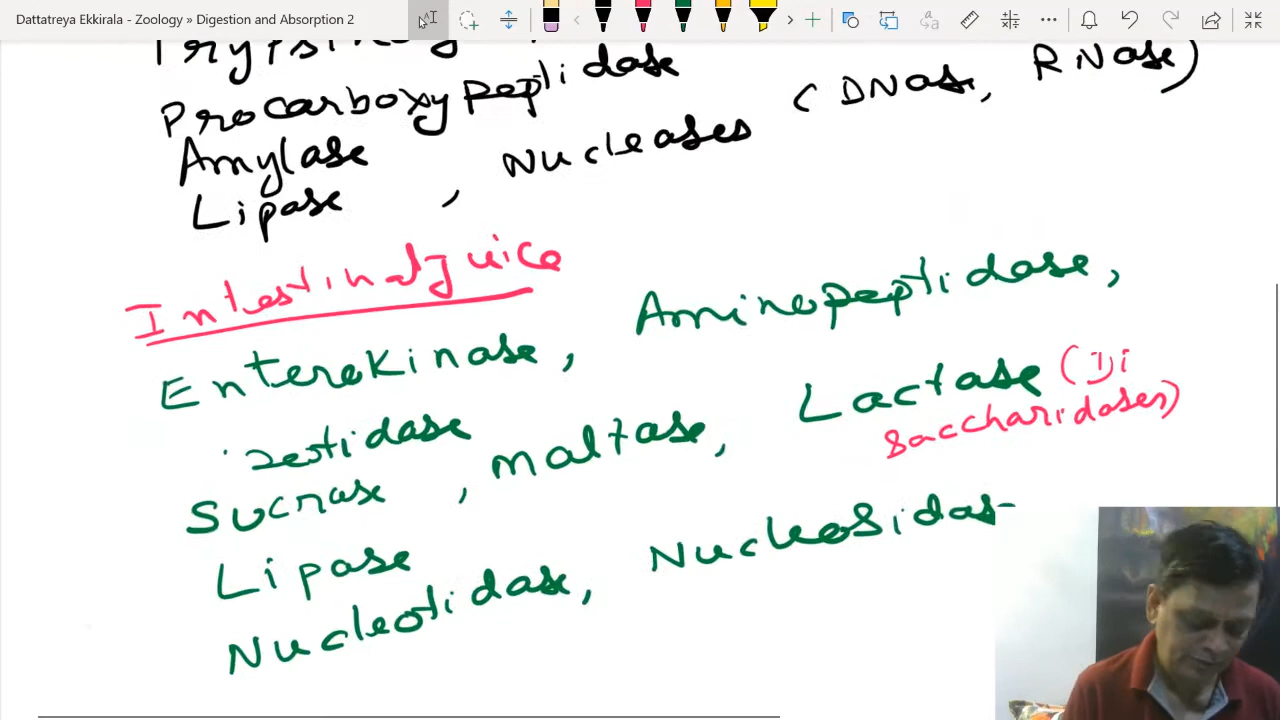 Dattatreya Ekkirala - Zoology » Digestion and Absorption 2
Procarboxypeptidase
Amylase
Lipase , Nucleases (DNase, RNase)
Intestinal Juice
Enterokinase, Aminopeptidase,
Sucrase , maltase, Lactase (Di
saccharidases)
Lipase
Nucleotidase, Nucleosidas